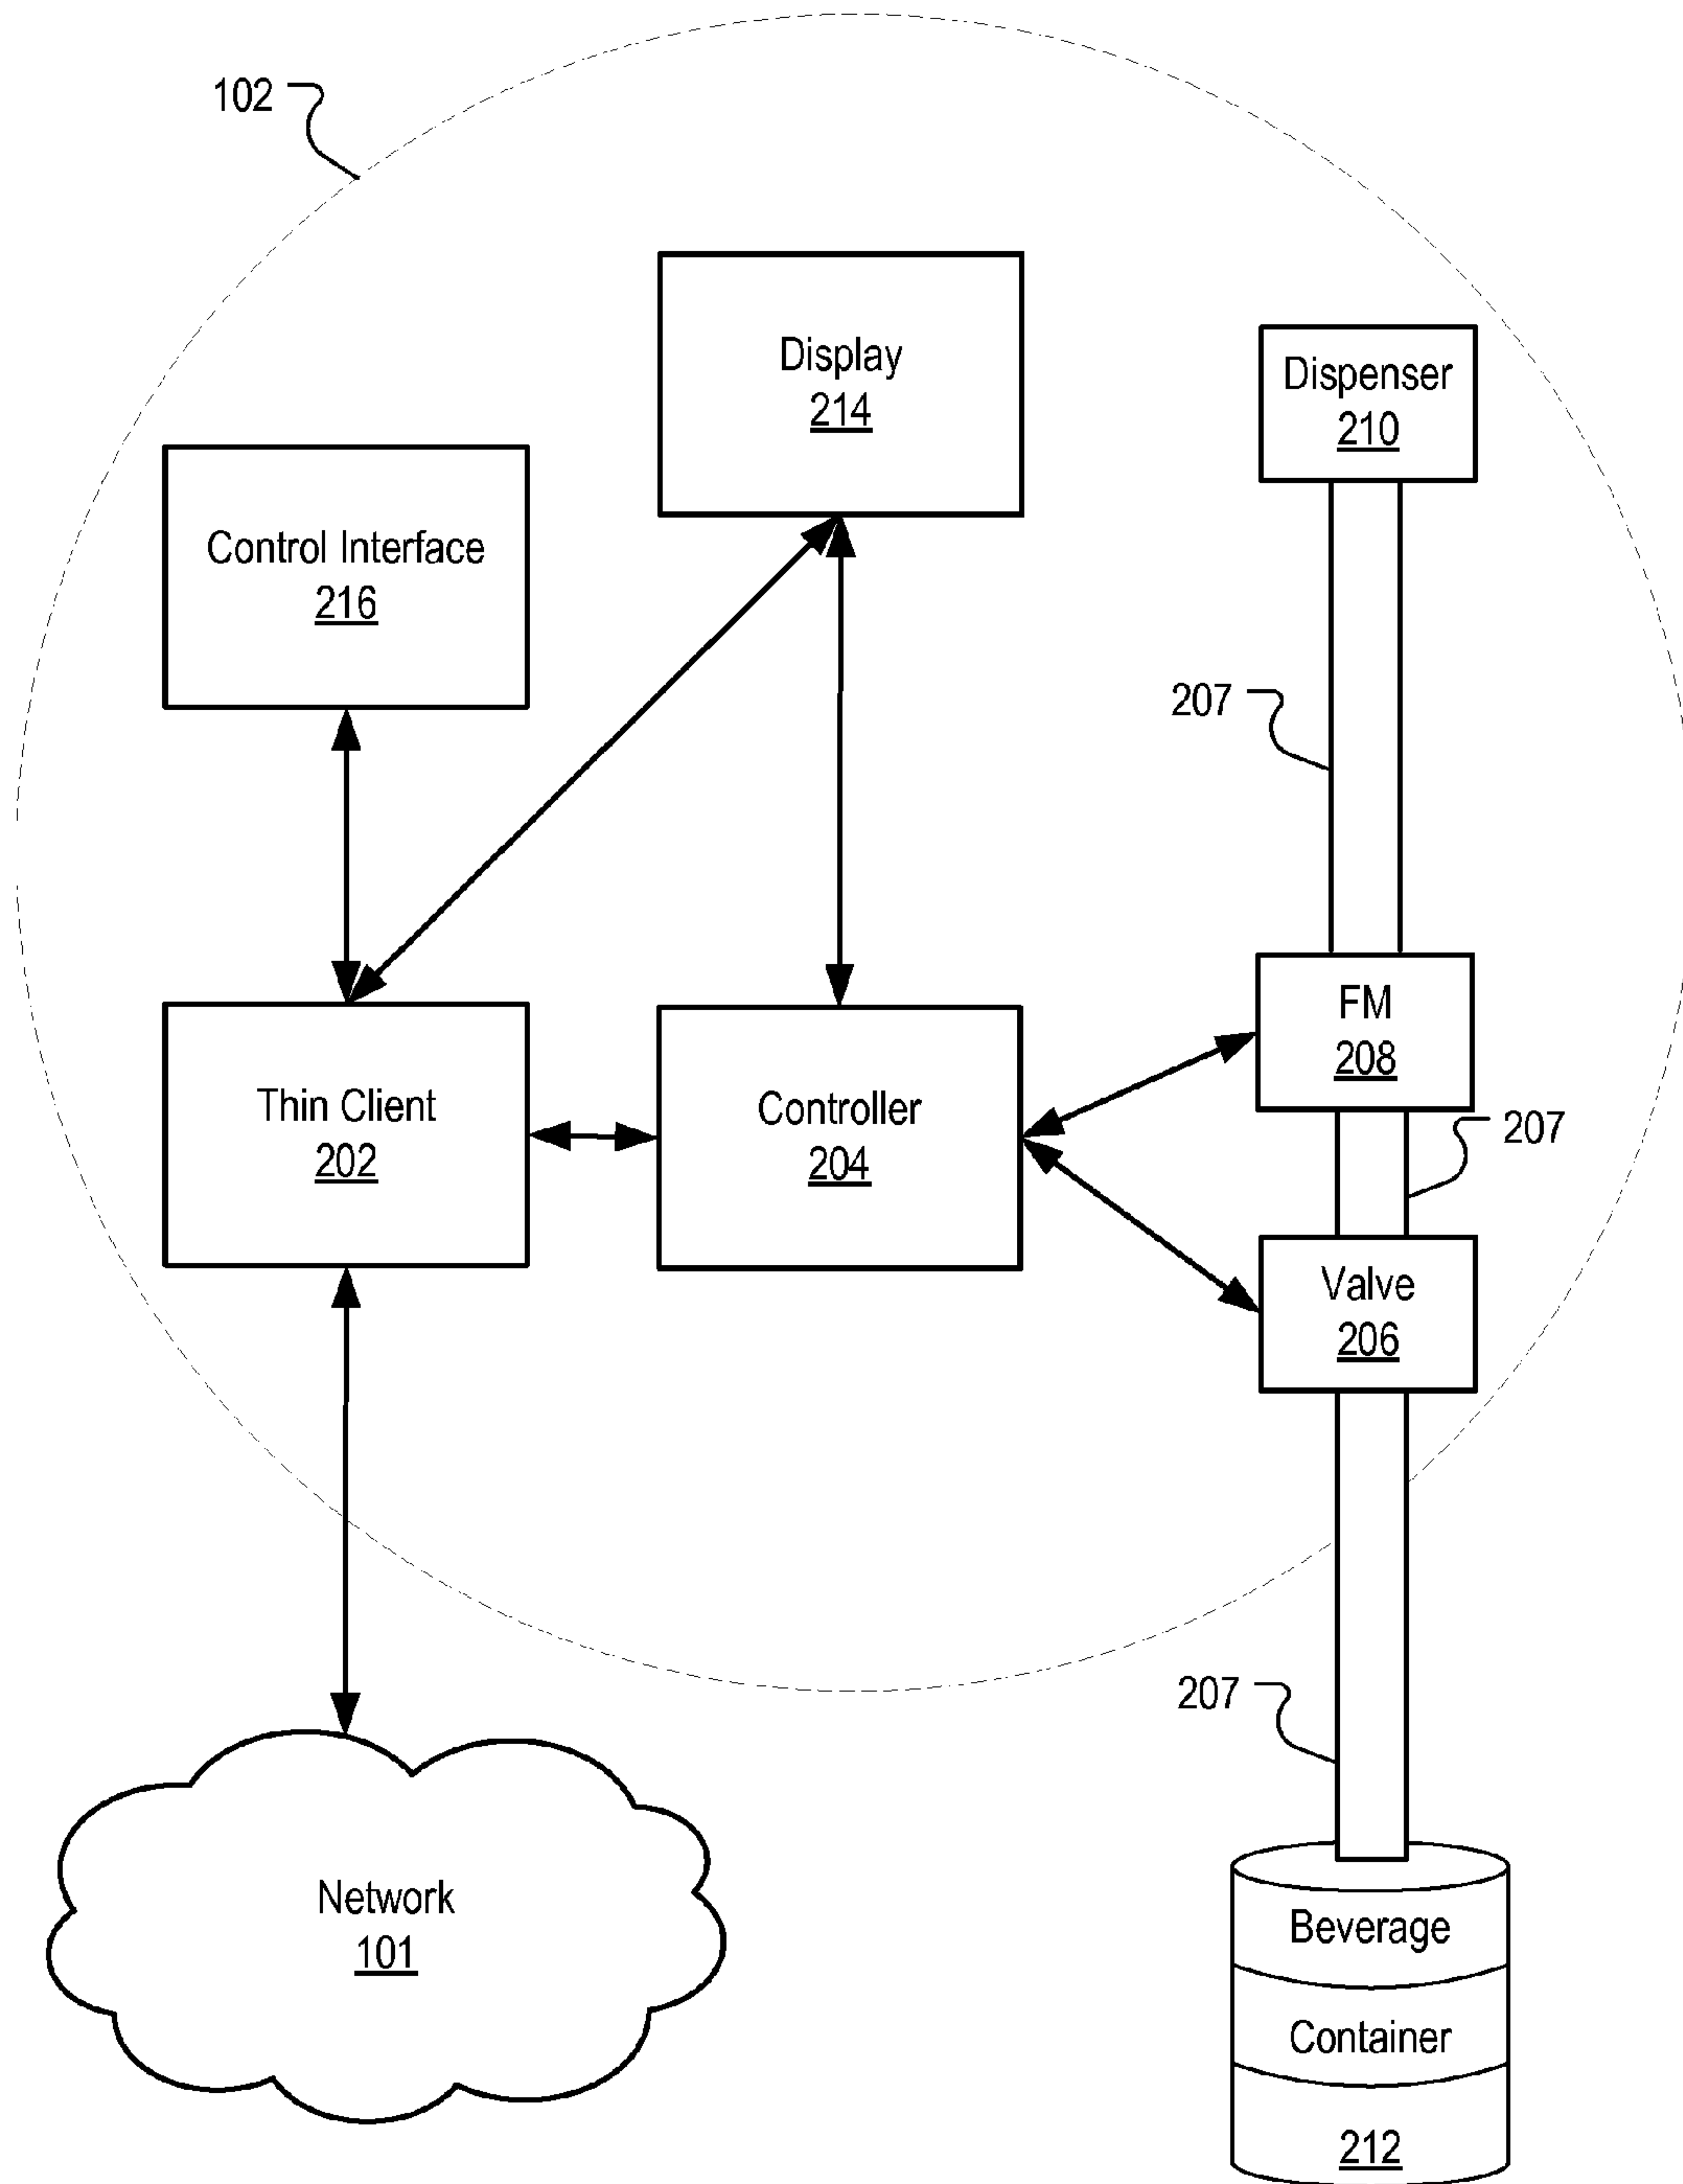 102
Display
214
Dispenser
210
Control Interface
216
207
FM
208
Thin Client
202
Controller
204
207
Valve
206
207
Network
101
Beverage
Container
212